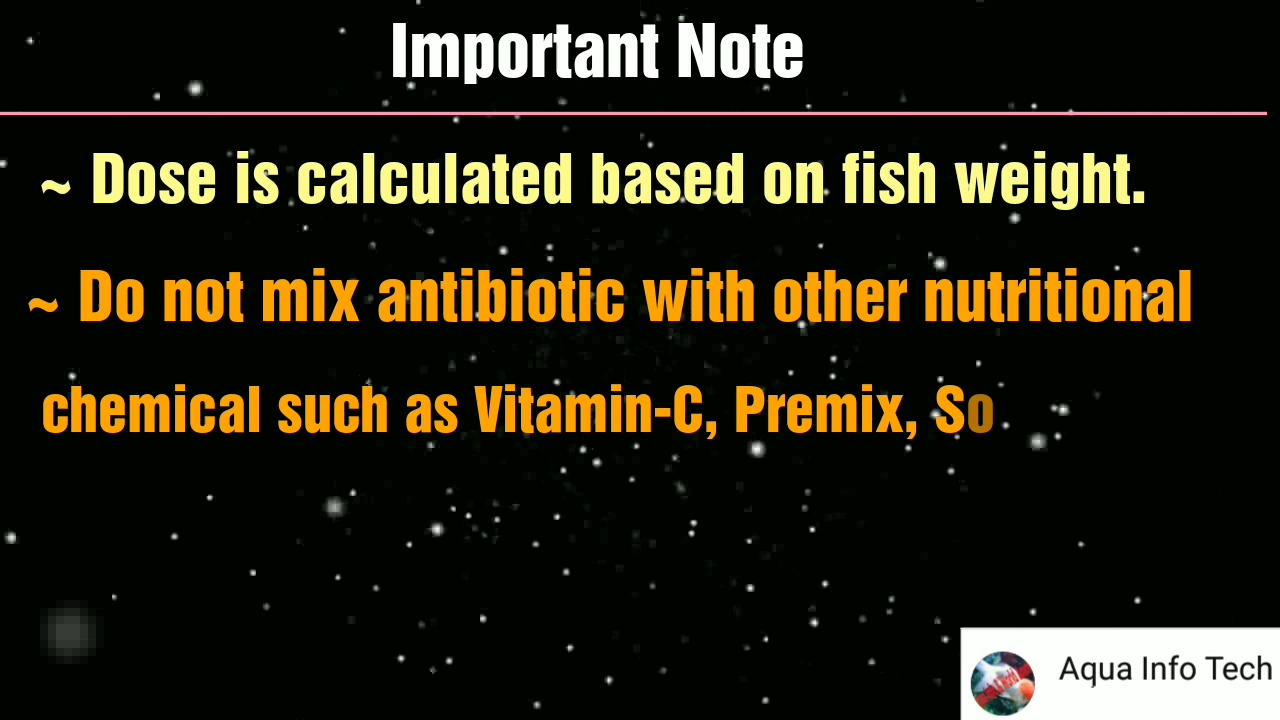 Important Note
~ Dose is calculated based on fish weight.
~ Do not mix antibiotic with other nutritional
chemical such as Vitamin-C, Premix, So
Aqua Info Tech